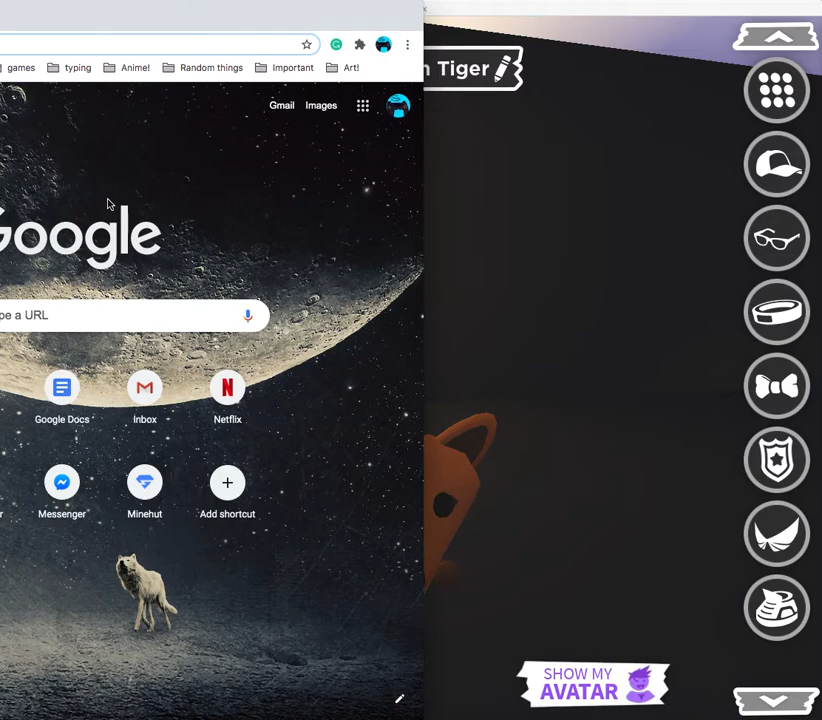 games typing Anime! Random things Important Art!
n Tiger
Gmail Images
Google
pe a URL
Google Docs Inbox Netflix
r Messenger Minehut Add shortcut
SHOW MY
AVATAR